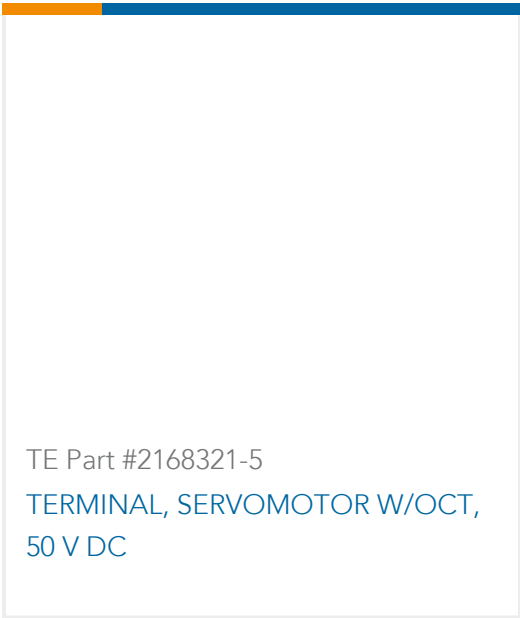 TE Part #2168321-5
TERMINAL, SERVOMOTOR W/OCT,
50 V DC